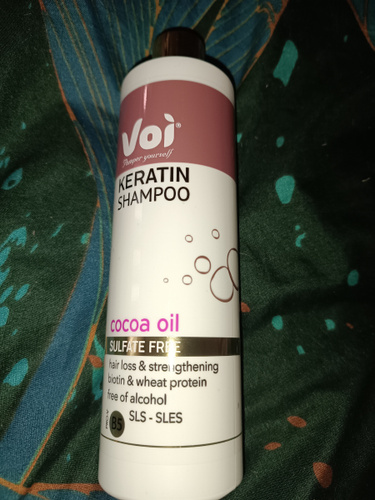 Voì®
Pamper yourself
KERATIN
SHAMPOO
cocoa oil
SULFATE FREE
hair loss & strengthening
biotin & wheat protein
free of alcohol
B5
SLS - SLES